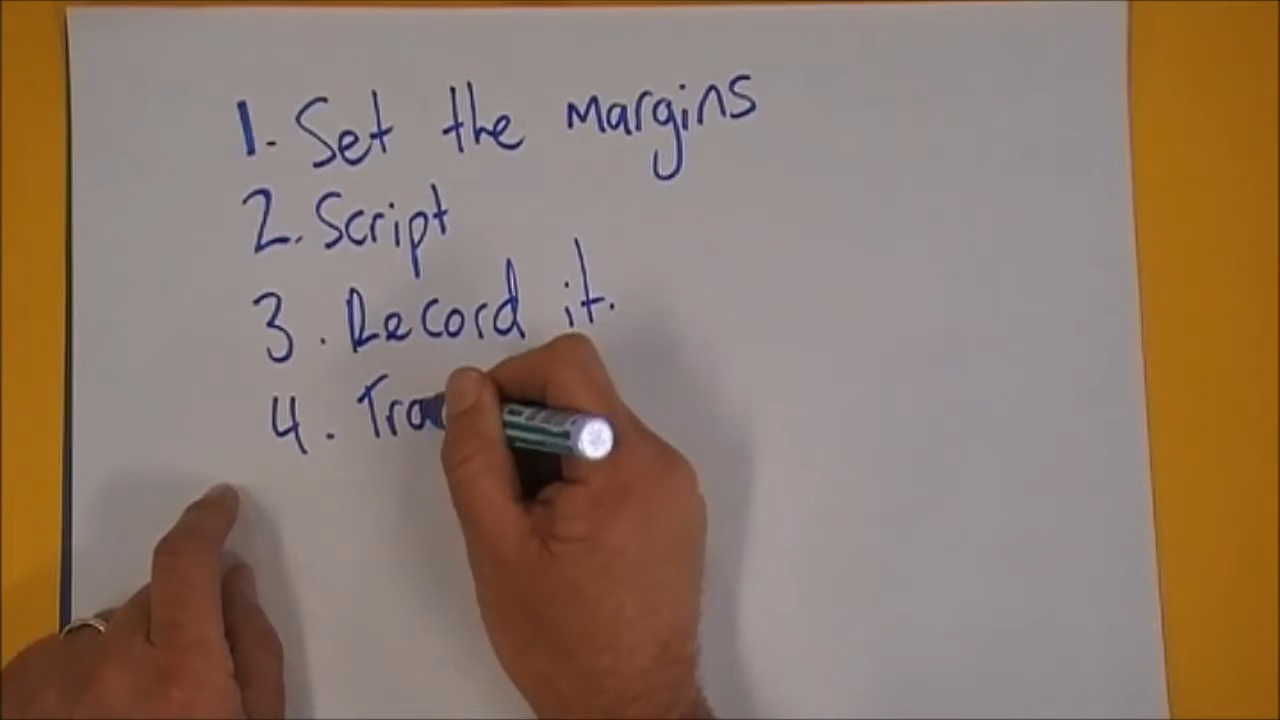 1. Set the margins
2. Script
3. Record it.
4. Tra